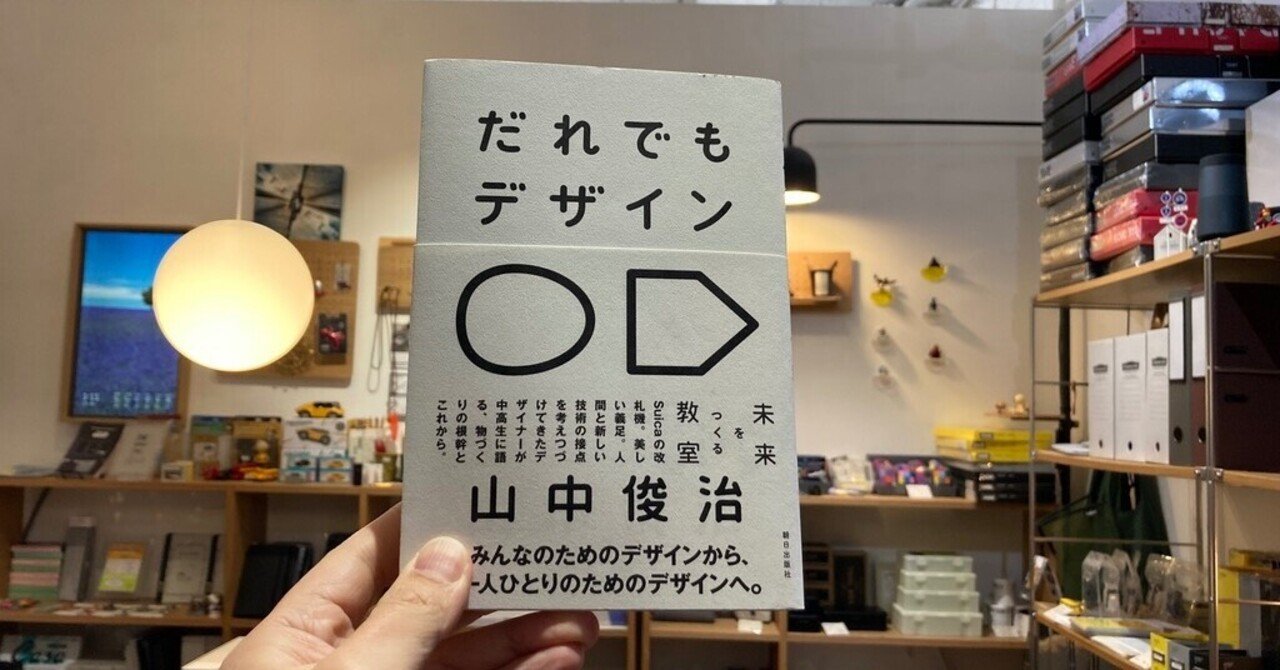 だれでも
デザイン
未来
を
つくる
教室
Suicaの改
札機。美し
い義足。人
間と新しい
技術の接点
を考えつづ
けてきたデ
ザイナーが
中高生に語
る、物づく
りの根幹と
これから。
山中俊治
みんなのためのデザインから、
一人ひとりのためのデザインへ。
朝日出版社